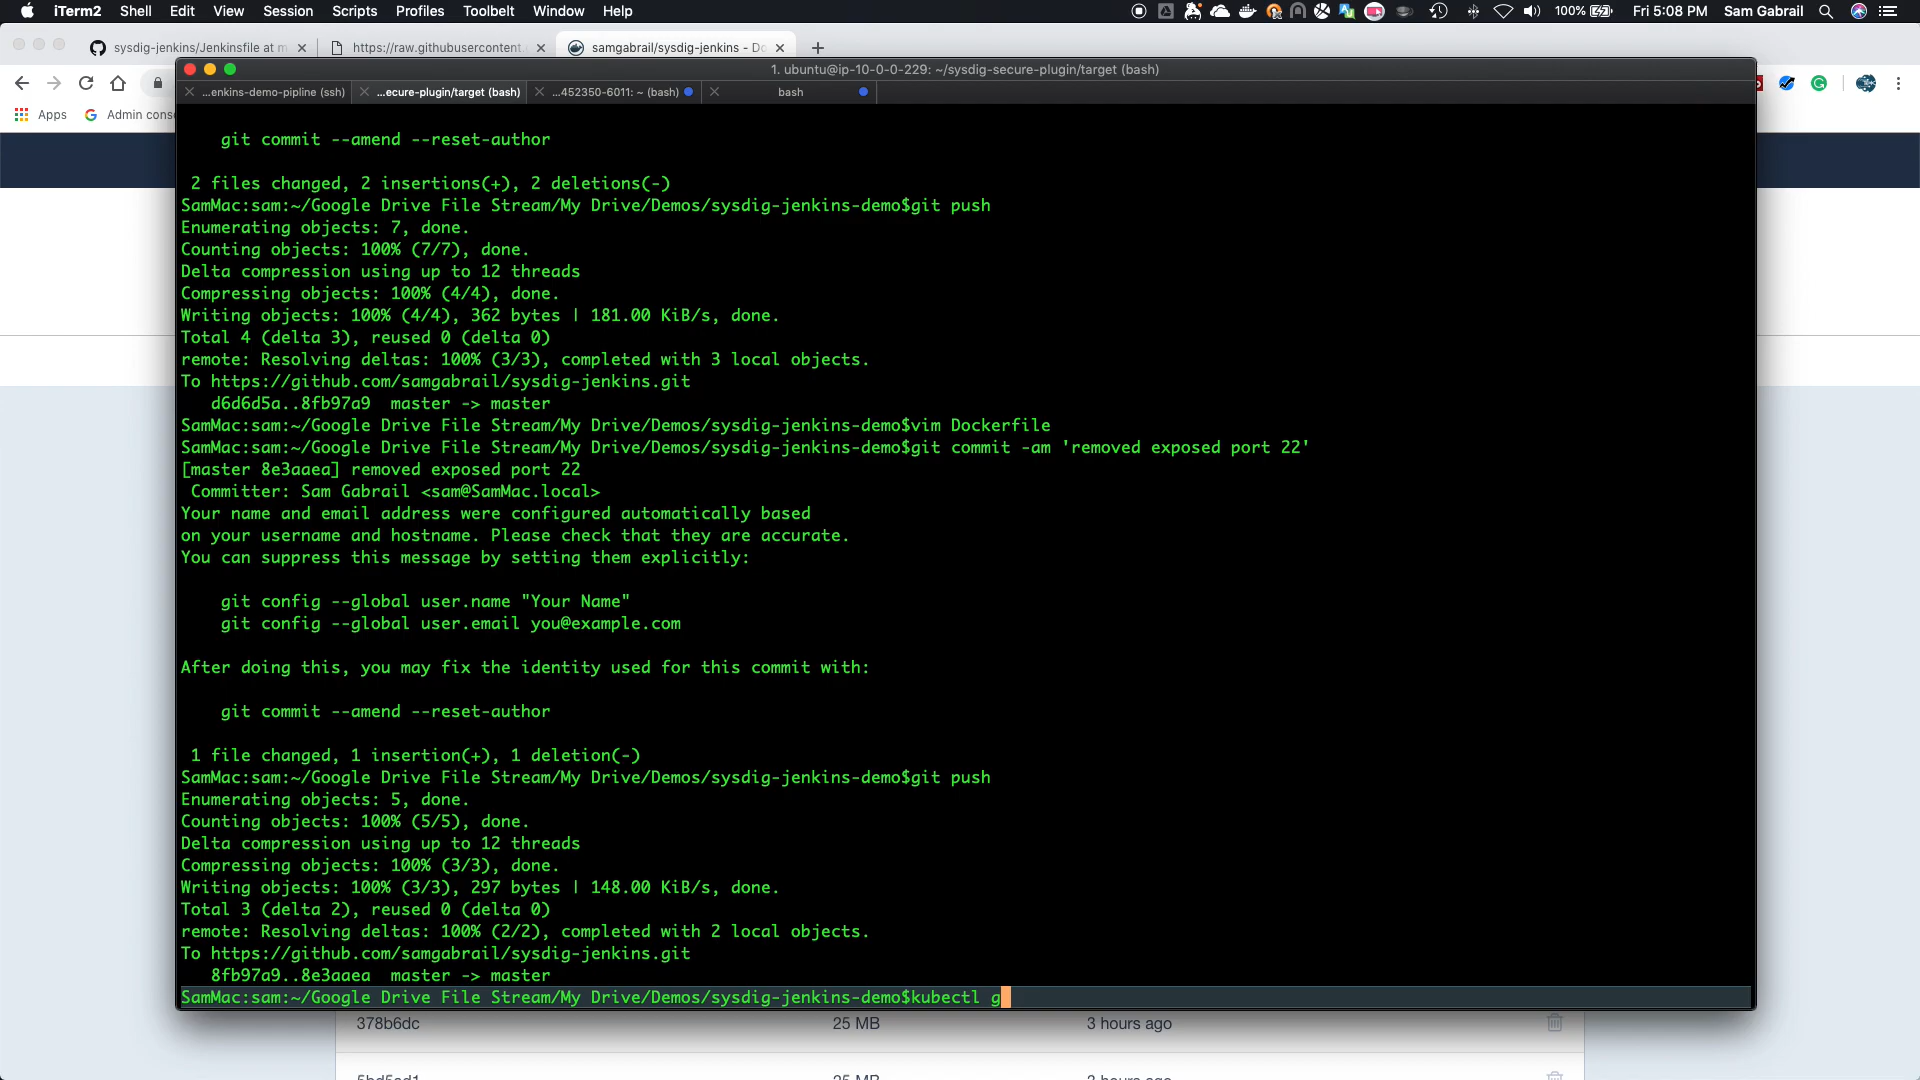 iTerm2 Shell Edit View Session Scripts Profiles Toolbelt Window Help 100% Fri 5:08 PM Sam Gabrail
sysdig-jenkins/Jenkinsfile at m
https://raw.githubusercontent.
samgabrail/sysdig-jenkins - Do
1. ubuntu@ip-10-0-0-229: ~/sysdig-secure-plugin/target (bash)
...enkins-demo-pipline (ssh) ...ecure-plugin/target (bash) ...452350-6011: ~ (bash) bash
Apps Admin cons
git commit --amend --reset-author
2 files changed, 2 insertions(+), 2 deletions(-)
SamMac:sam:~/Google Drive File Stream/My Drive/Demos/sysdig-jenkins-demo$git push
Enumerating objects: 7, done.
Counting objects: 100% (7/7), done.
Delta compression using up to 12 threads
Compressing objects: 100% (4/4), done.
Writing objects: 100% (4/4), 362 bytes | 181.00 KiB/s, done.
Total 4 (delta 3), reused 0 (delta 0)
remote: Resolving deltas: 100% (3/3), completed with 3 local objects.
To https://github.com/samgabrail/sysdig-jenkins.git
d6d6d5a..8fb97a9 master -> master
SamMac:sam:~/Google Drive File Stream/My Drive/Demos/sysdig-jenkins-demo$vim Dockerfile
SamMac:sam:~/Google Drive File Stream/My Drive/Demos/sysdig-jenkins-demo$git commit -am 'removed exposed port 22'
[master 8e3aaea] removed exposed port 22
Committer: Sam Gabrail <sam@SamMac.local>
Your name and email address were configured automatically based
on your username and hostname. Please check that they are accurate.
You can suppress this message by setting them explicitly:
git config --global user.name "Your Name"
git config --global user.email you@example.com
After doing this, you may fix the identity used for this commit with:
git commit --amend --reset-author
1 file changed, 1 insertion(+), 1 deletion(-)
SamMac:sam:~/Google Drive File Stream/My Drive/Demos/sysdig-jenkins-demo$git push
Enumerating objects: 5, done.
Counting objects: 100% (5/5), done.
Delta compression using up to 12 threads
Compressing objects: 100% (3/3), done.
Writing objects: 100% (3/3), 297 bytes | 148.00 KiB/s, done.
Total 3 (delta 2), reused 0 (delta 0)
remote: Resolving deltas: 100% (2/2), completed with 2 local objects.
To https://github.com/samgabrail/sysdig-jenkins.git
8fb97a9..8e3aaea master -> master
SamMac:sam:~/Google Drive File Stream/My Drive/Demos/sysdig-jenkins-demo$kubectl g
378b6dc 25 MB 3 hours ago
25 MB 3 hours ago